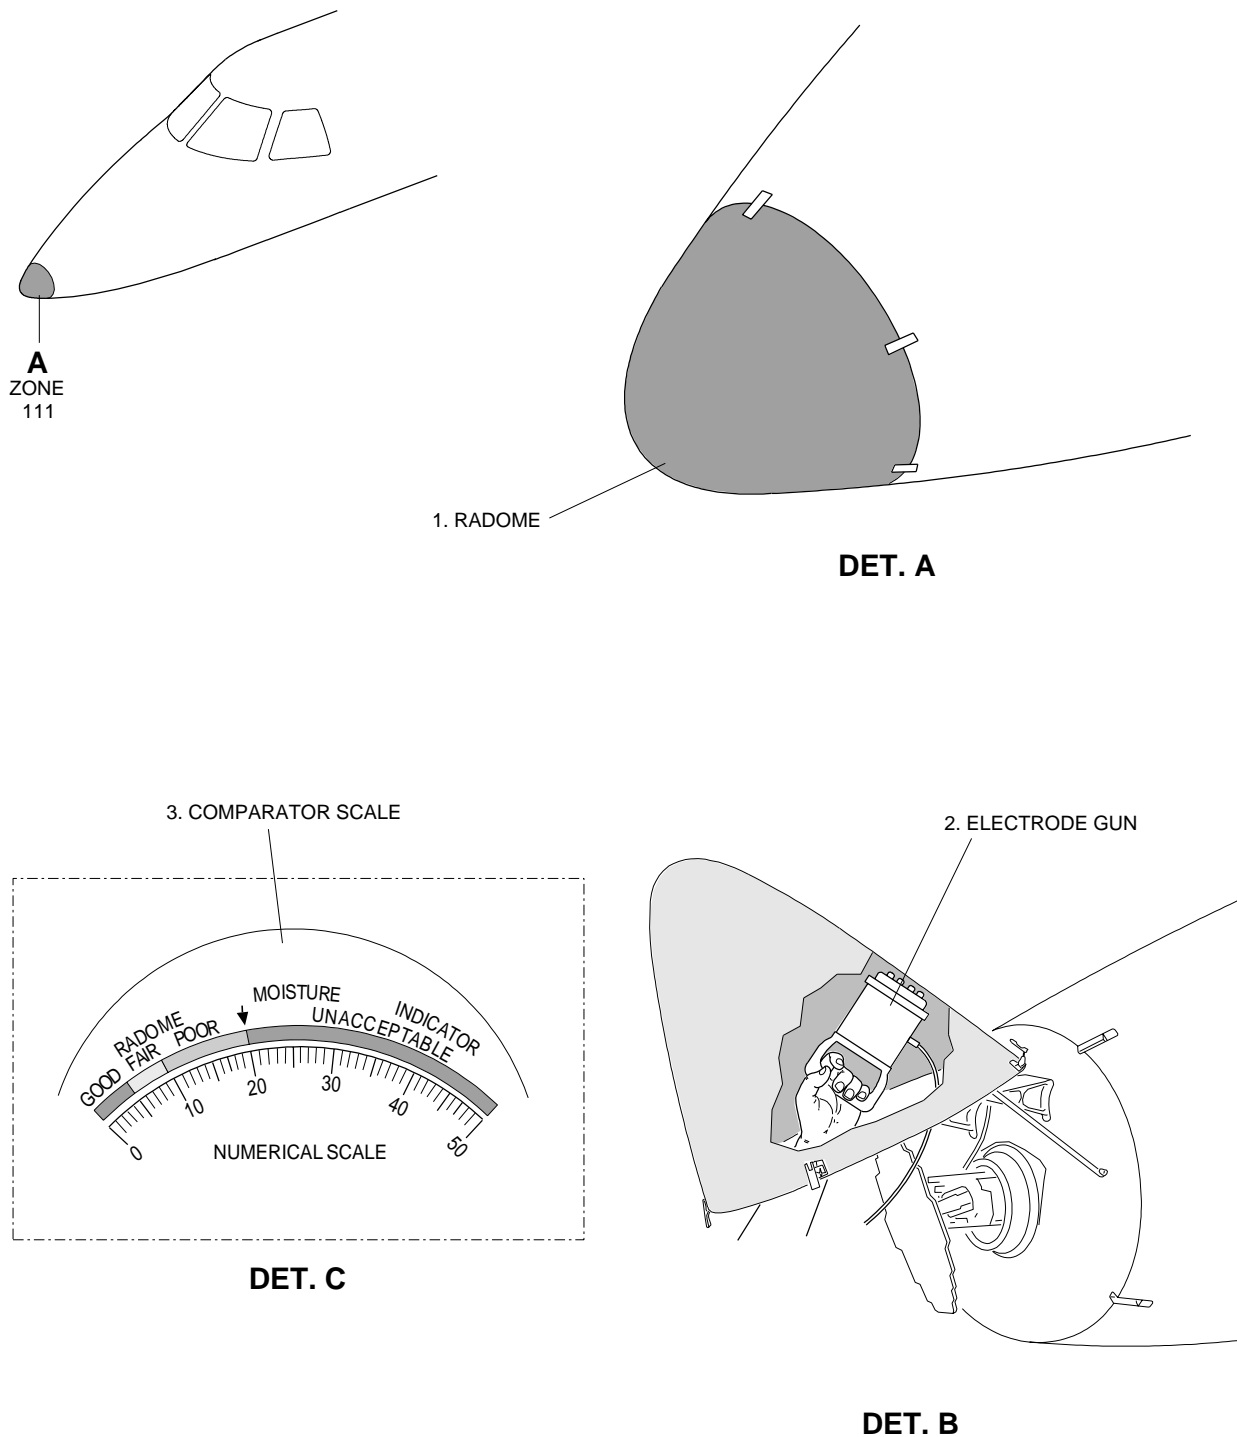 A
ZONE
111
1. RADOME
DET. A
3. COMPARATOR SCALE
RADOME MOISTURE INDICATOR
GOOD FAIR POOR UNACCEPTABLE
0 10 20 30 40 50
NUMERICAL SCALE
DET. C
2. ELECTRODE GUN
DET. B